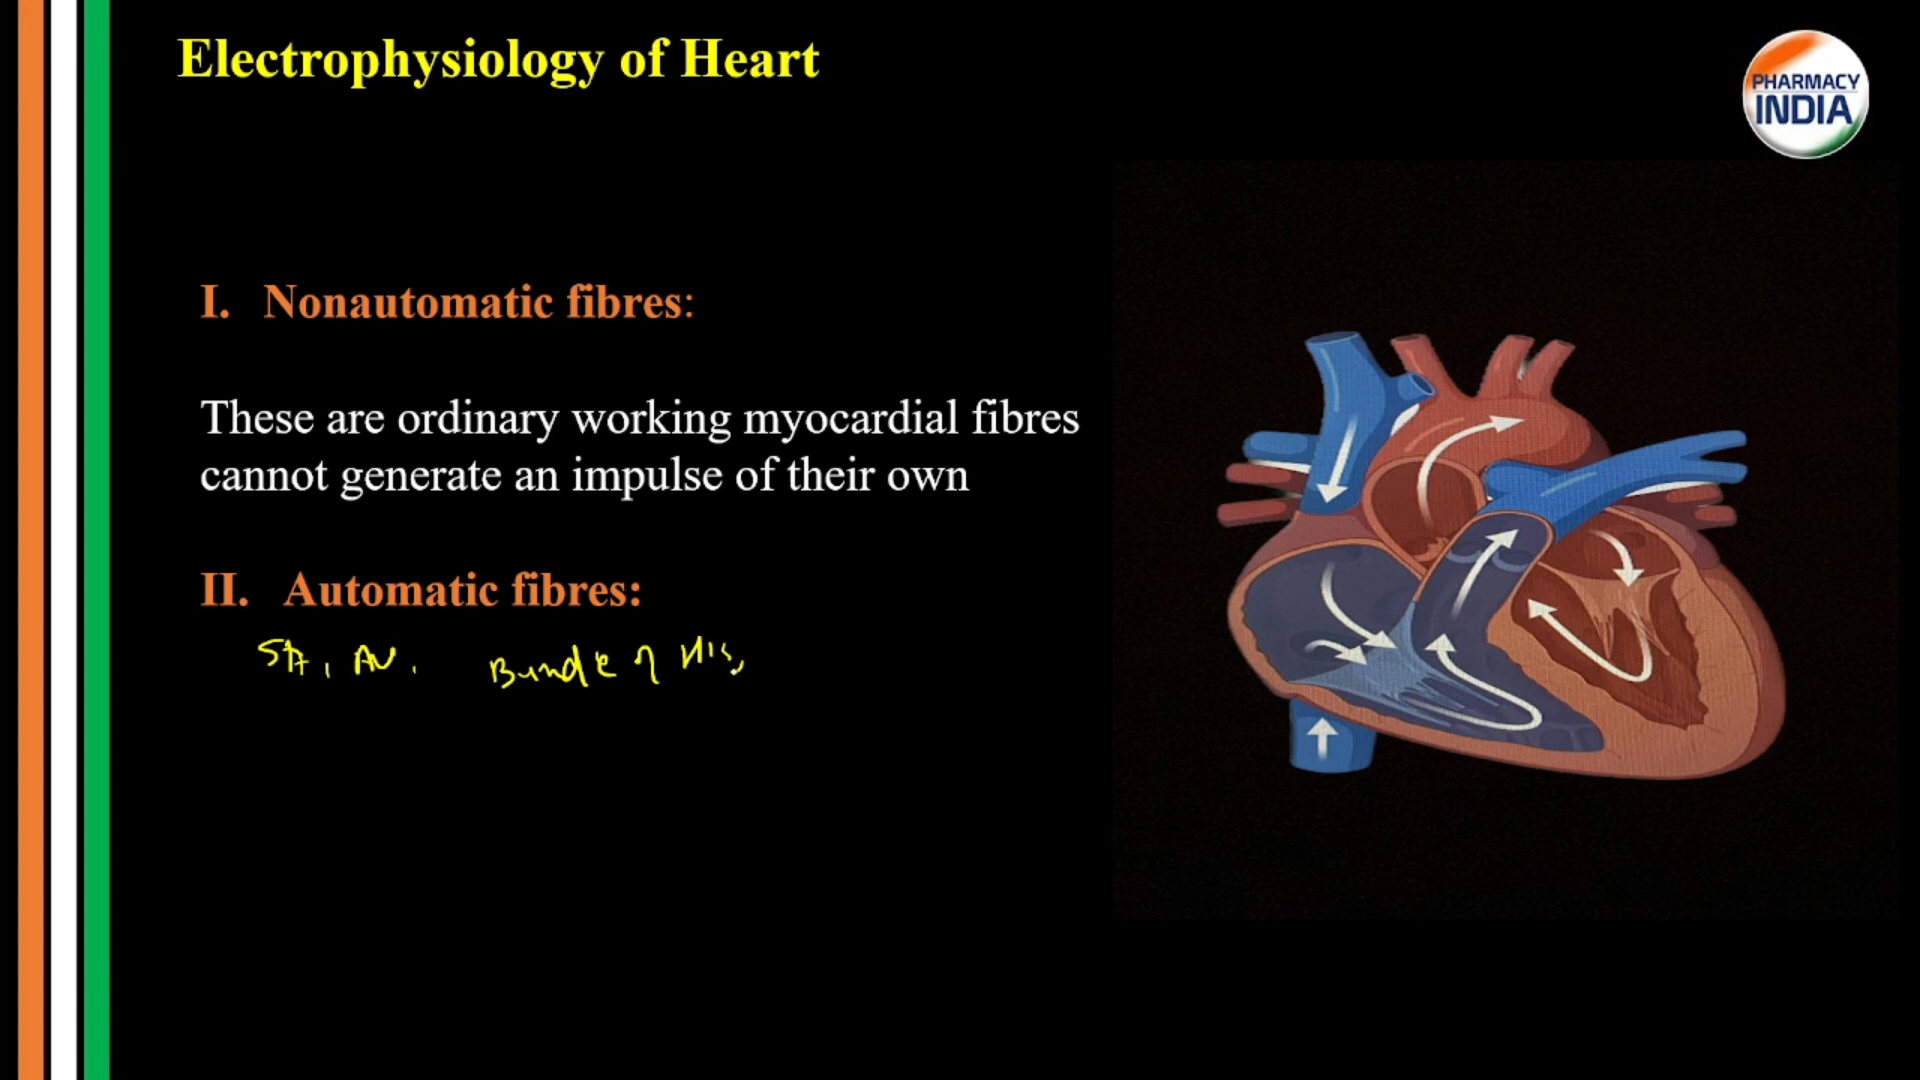 Electrophysiology of Heart
PHARMACY
INDIA
I. Nonautomatic fibres:
These are ordinary working myocardial fibres
cannot generate an impulse of their own
II. Automatic fibres:
SA, AV, Bundle of His,